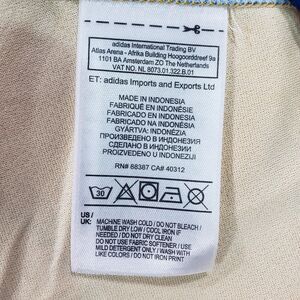 adidas International Trading BV
Atlas Arena - Afrika Building Hoogoorddreef 9a
1101 BA Amsterdam ZO The Netherlands
VAT NO. NL 8073.01.322.B.01
ET: adidas Imports and Exports Ltd
MADE IN INDONESIA
FABRIQUÉ EN INDONÉSIE
FABRICADO EN INDONESIA
FABRICADO NA INDONÉSIA
GYÁRTVA: INDONÉZIA
ПРОИЗВЕДЕНО В ИНДОНЕЗИЯ
СДЕЛАНО В ИНДОНЕЗИИ
PROIZVEDENO U INDONEZIJI
RN# 88387 CA# 40312
30
US / UK: MACHINE WASH COLD / DO NOT BLEACH /
TUMBLE DRY LOW / COOL IRON IF
NEEDED / DO NOT DRY CLEAN
DO NOT USE FABRIC SOFTENER / USE
MILD DETERGENT ONLY / WASH WITH
LIKE COLORS / DO NOT IRON PRINT